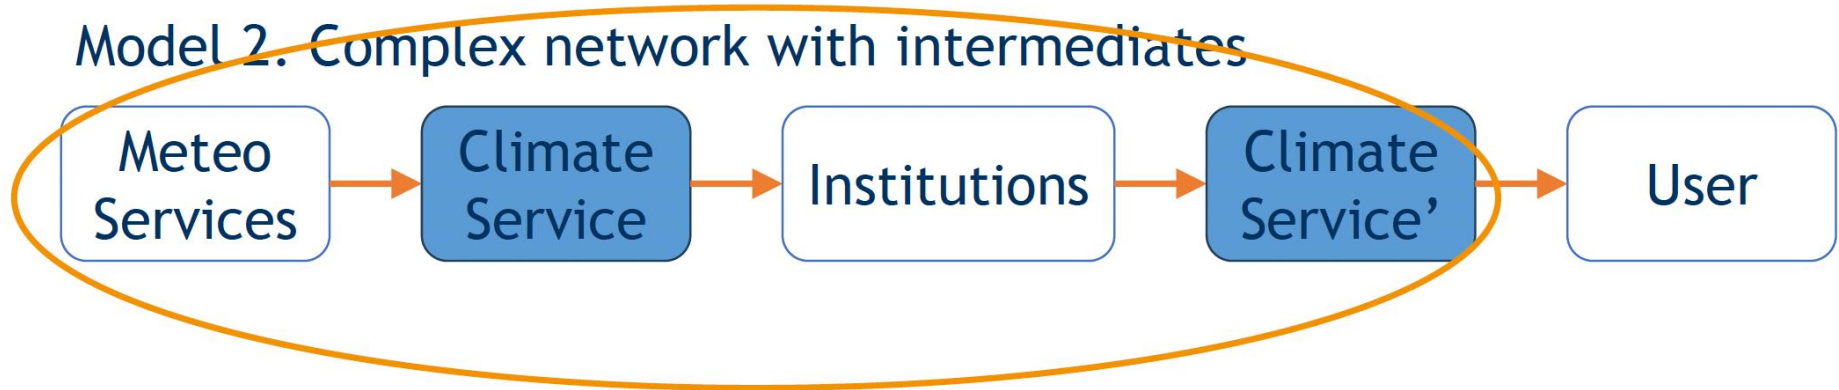 Model 2. Complex network with intermediates
Meteo
Services
Climate
Service
Institutions
Climate
Service’
User